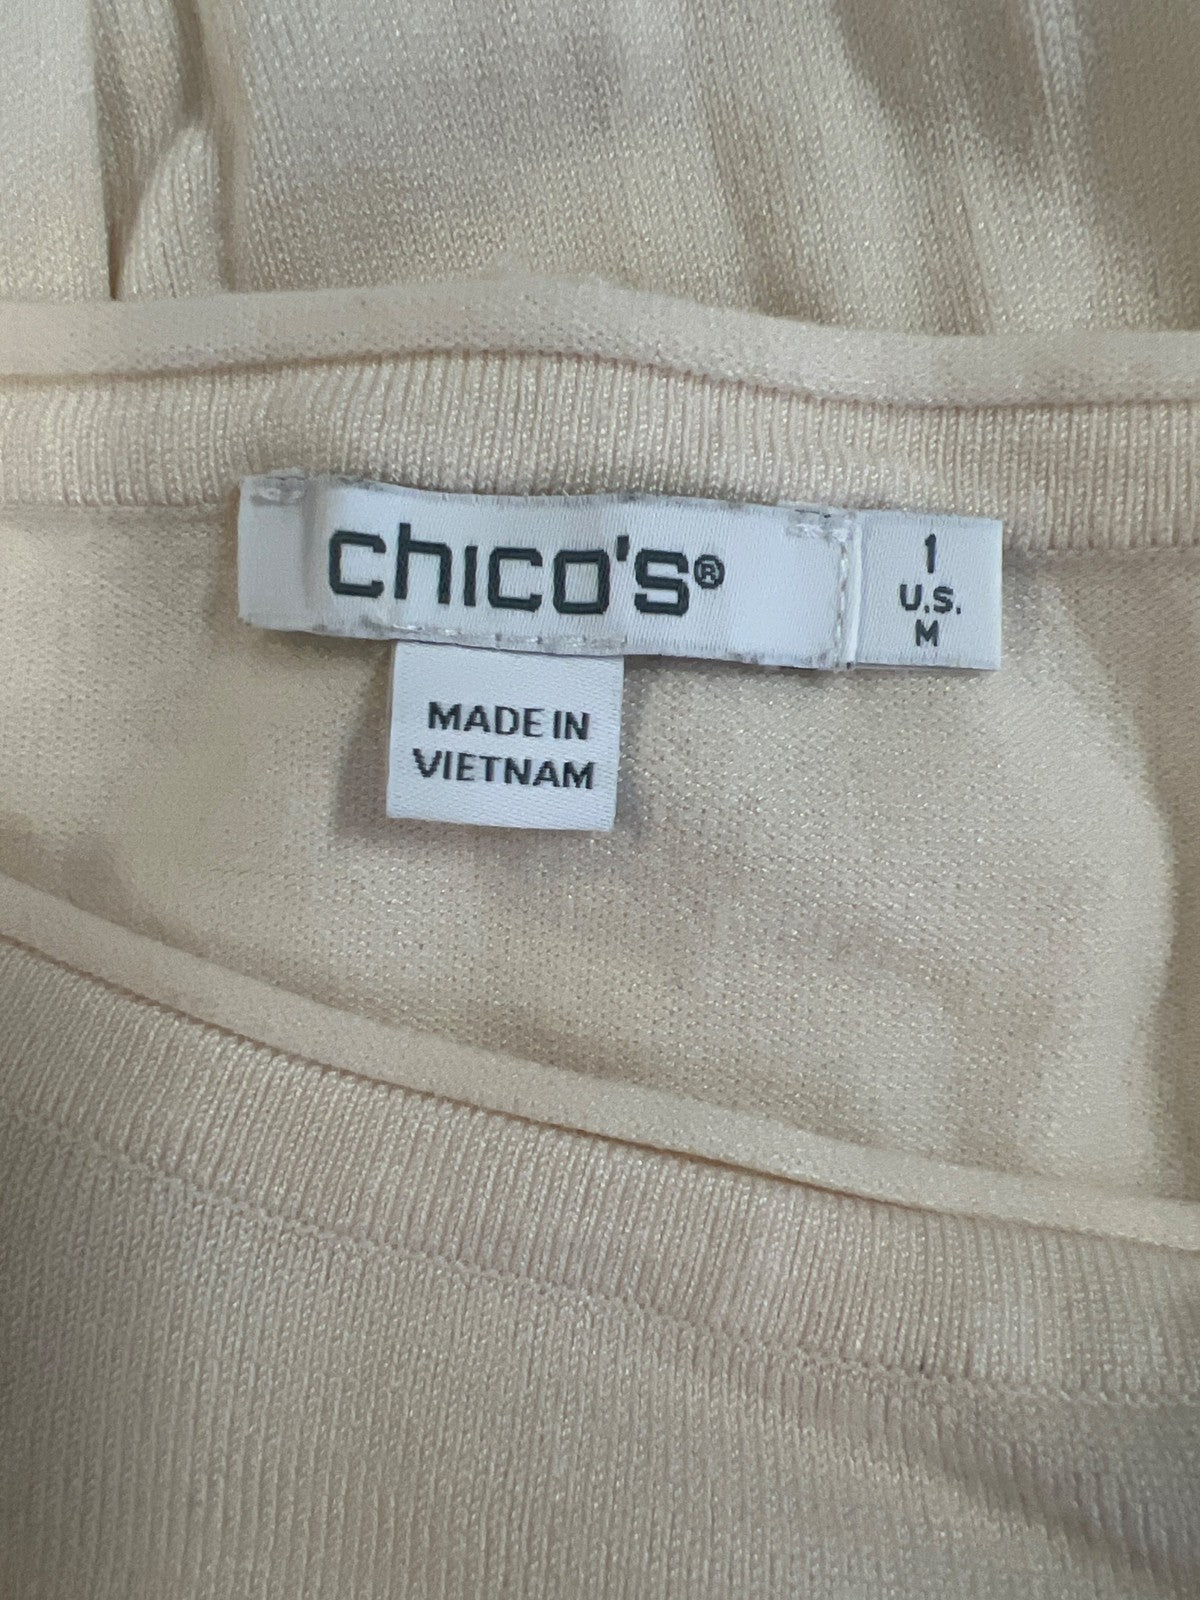 chico's®
1
U.S.
M
MADE IN
VIETNAM